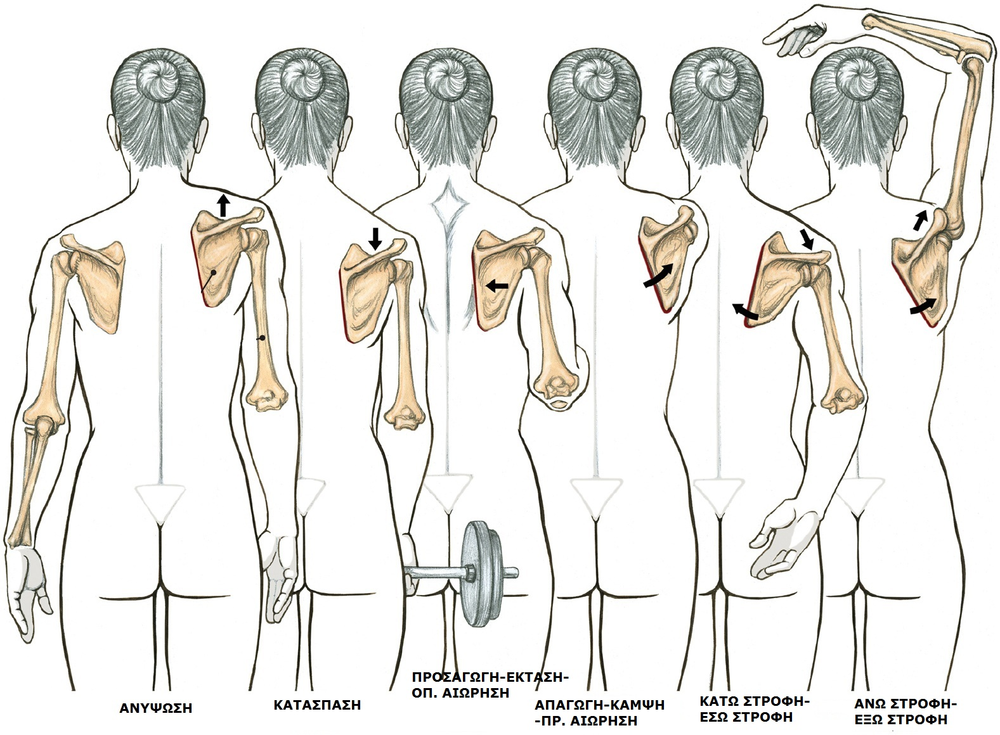 ΑΝΥΨΩΣΗ
ΚΑΤΑΣΠΑΣΗ
ΠΡΟΣΑΓΩΓΗ-ΕΚΤΑΣΗ-
ΟΠ. ΑΙΩΡΗΣΗ
ΑΠΑΓΩΓΗ-ΚΑΜΨΗ
-ΠΡ. ΑΙΩΡΗΣΗ
ΚΑΤΩ ΣΤΡΟΦΗ-
ΕΣΩ ΣΤΡΟΦΗ
ΑΝΩ ΣΤΡΟΦΗ-
ΕΞΩ ΣΤΡΟΦΗ